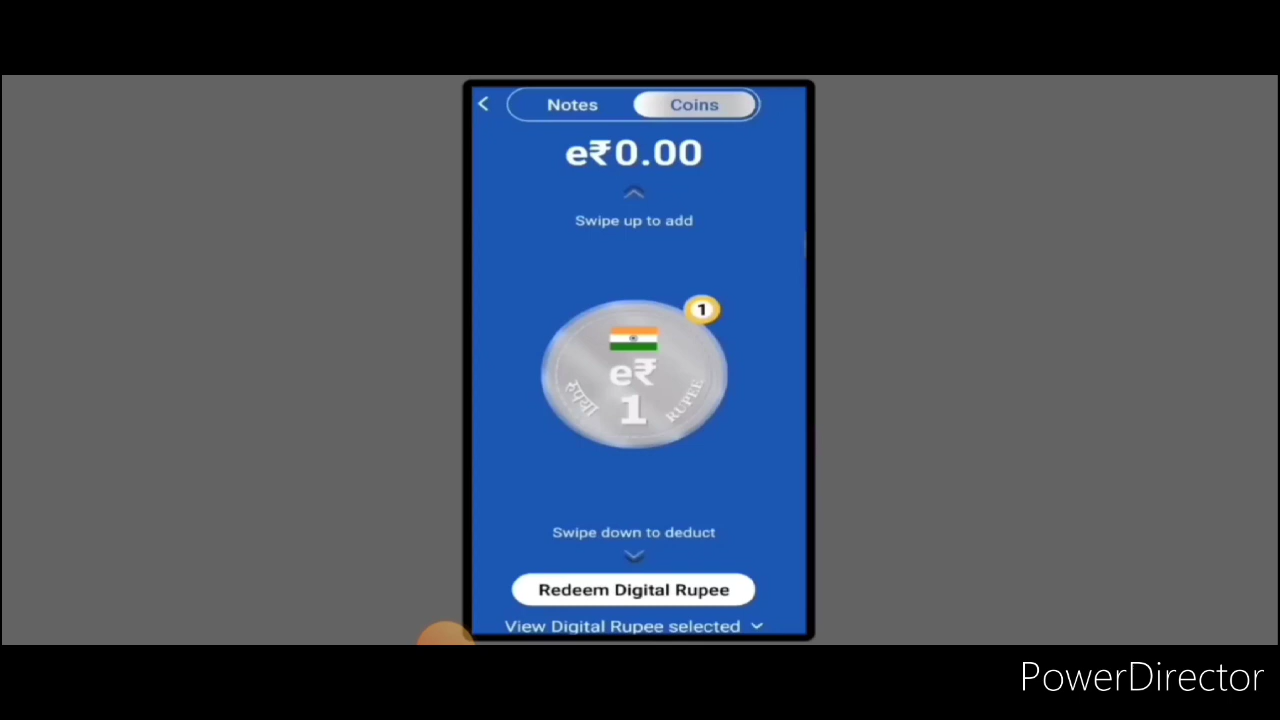 Notes
Coins
e₹0.00
Swipe up to add
1
e₹
1
RUPEE
Swipe down to deduct
Redeem Digital Rupee
View Digital Rupee selected
PowerDirector